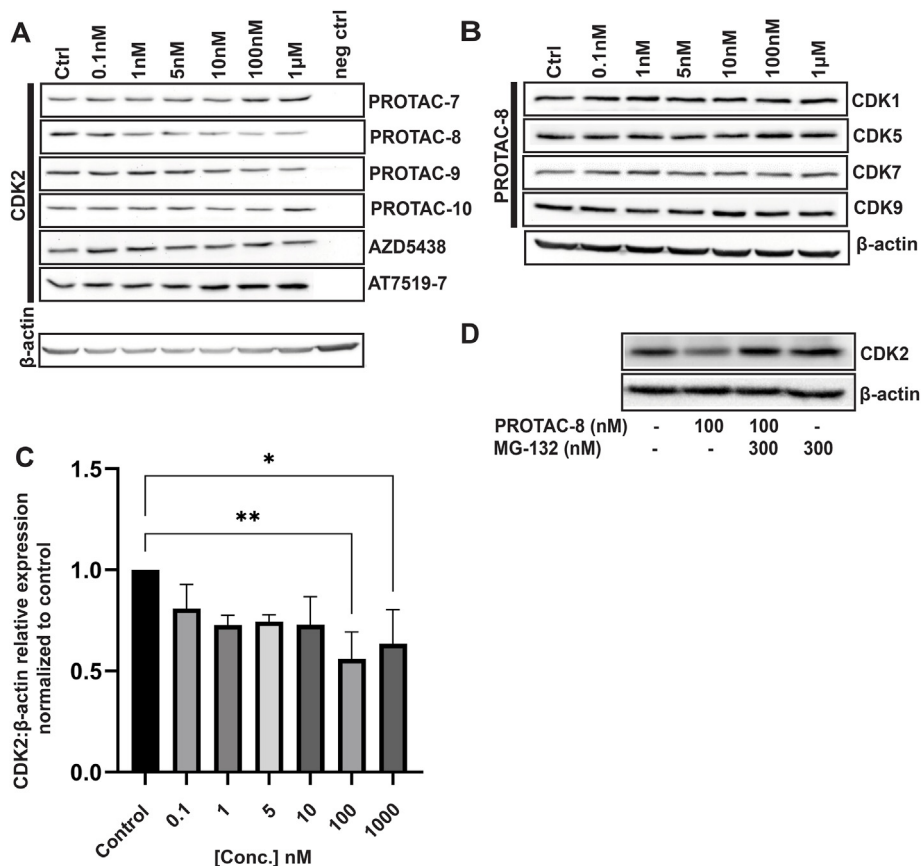 A
Ctrl
0.1nM
1nM
5nM
10nM
100nM
1µM
neg ctrl
CDK2
PROTAC-7
PROTAC-8
PROTAC-9
PROTAC-10
AZD5438
AT7519-7
β-actin
B
Ctrl
0.1nM
1nM
5nM
10nM
100nM
1µM
PROTAC-8
CDK1
CDK5
CDK7
CDK9
β-actin
D
CDK2
β-actin
PROTAC-8 (nM) - 100 100 -
MG-132 (nM) - - 300 300
C
CDK2:β-actin relative expression
normalized to control
1.5
1.0
0.5
0.0
*
**
Control
0.1
1
5
10
100
1000
[Conc.] nM